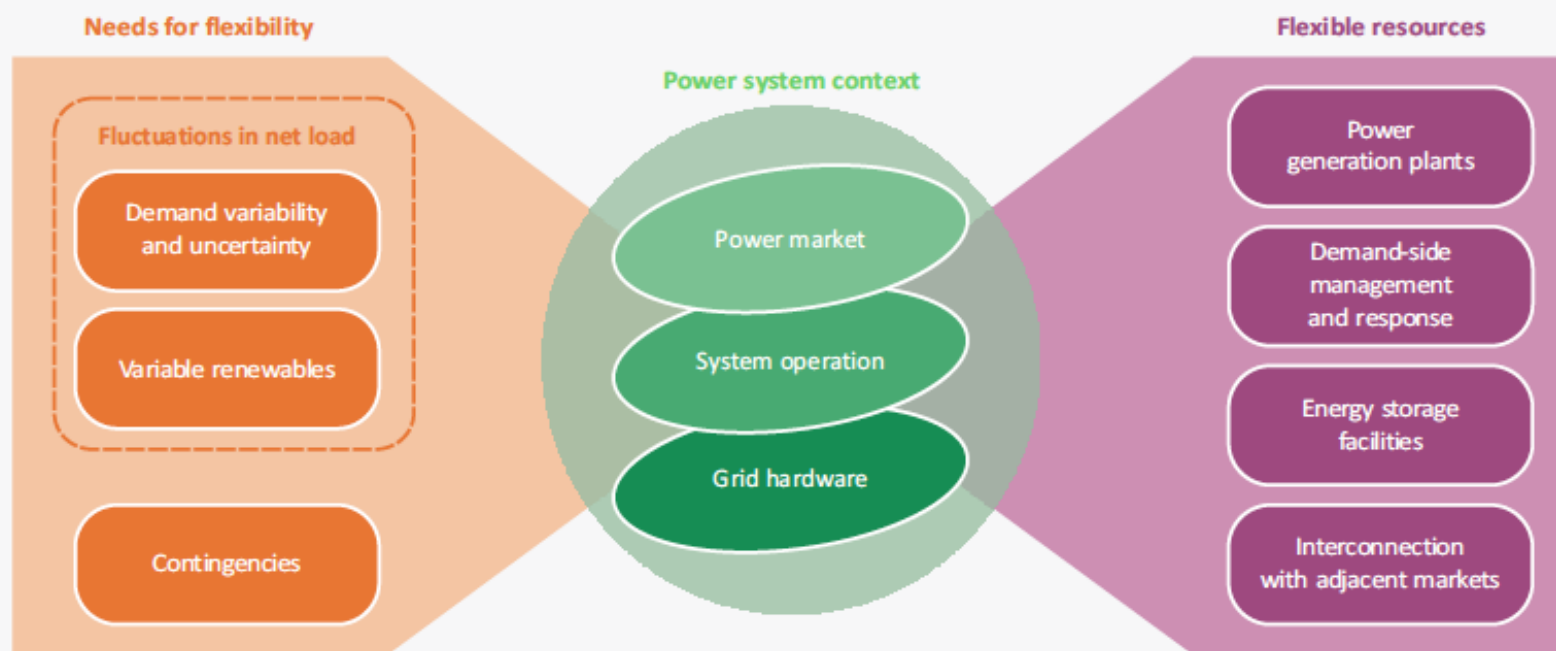 Needs for flexibility
Fluctuations in net load
Demand variability
and uncertainty
Variable renewables
Contingencies
Power system context
Power market
System operation
Grid hardware
Flexible resources
Power
generation plants
Demand-side
management
and response
Energy storage
facilities
Interconnection
with adjacent markets